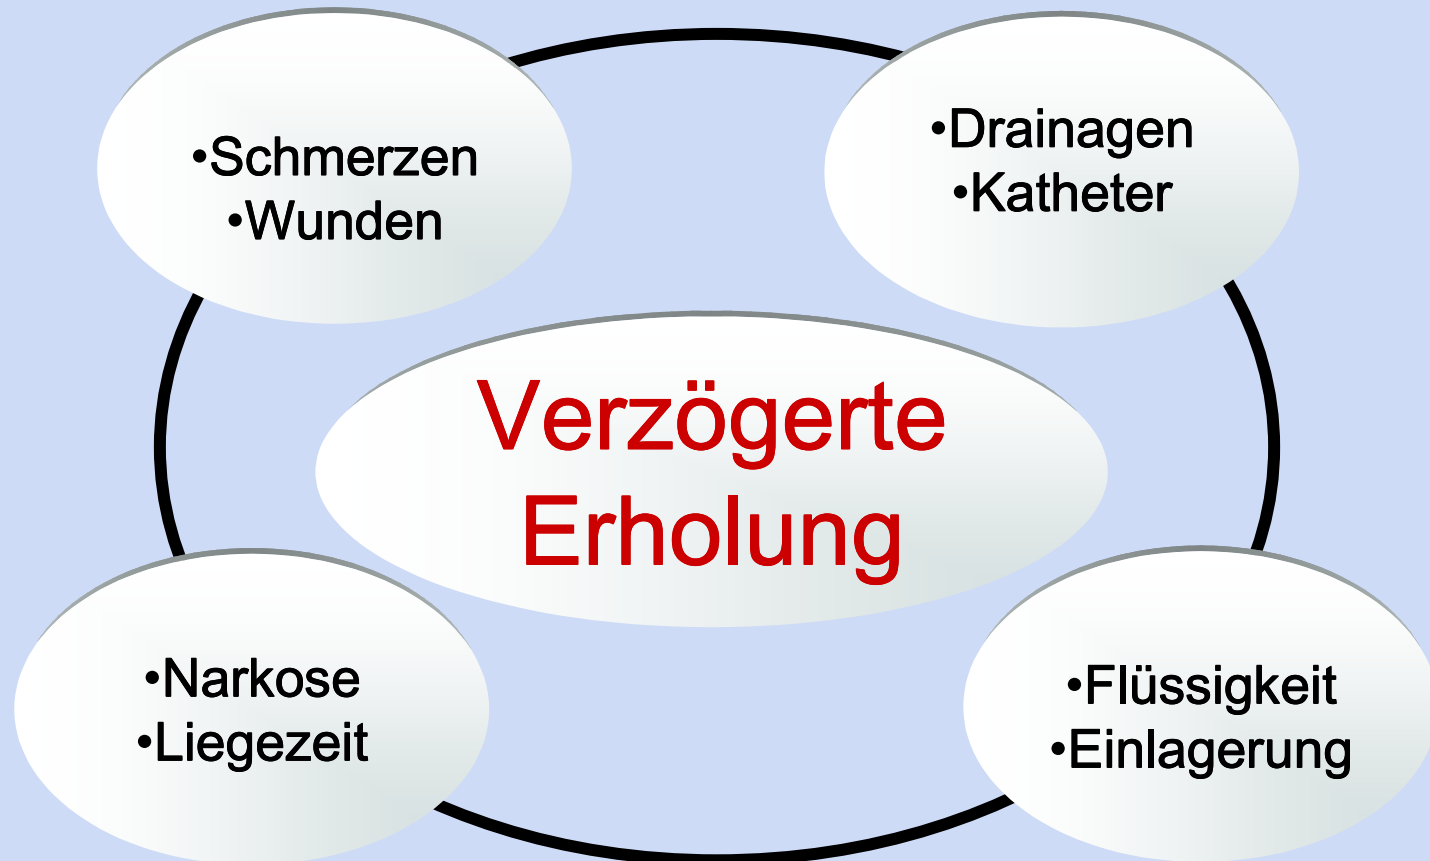 •Schmerzen
•Wunden
•Drainagen
•Katheter
Verzögerte
Erholung
•Narkose
•Liegezeit
•Flüssigkeit
•Einlagerung